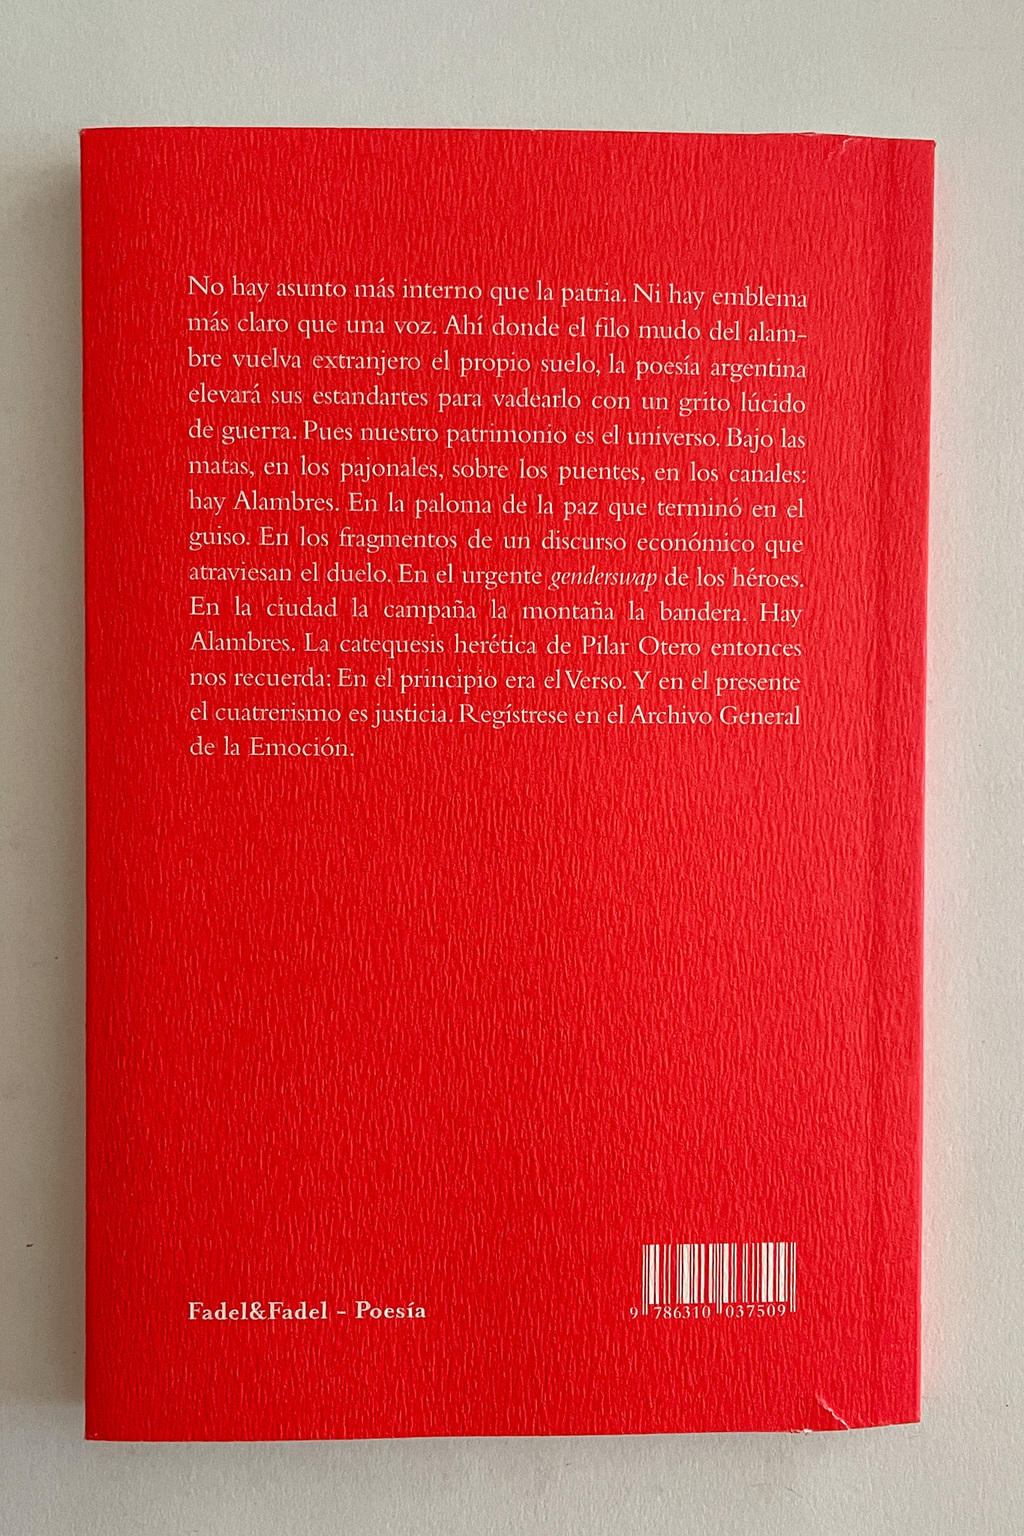 No hay asunto más interno que la patria. Ni hay emblema
más claro que una voz. Ahí donde el filo mudo del alam-
bre vuelva extranjero el propio suelo, la poesía argentina
elevará sus estandartes para vadearlo con un grito lúcido
de guerra. Pues nuestro patrimonio es el universo. Bajo las
matas, en los pajonales, sobre los puentes, en los canales:
hay Alambres. En la paloma de la paz que terminó en el
guiso. En los fragmentos de un discurso económico que
atraviesan el duelo. En el urgente genderswap de los héroes.
En la ciudad la campaña la montaña la bandera. Hay
Alambres. La catequesis herética de Pilar Otero entonces
nos recuerda: En el principio era el Verso. Y en el presente
el cuatrerismo es justicia. Regístrese en el Archivo General
de la Emoción.
Fadel&Fadel - Poesía
9 786310 037509